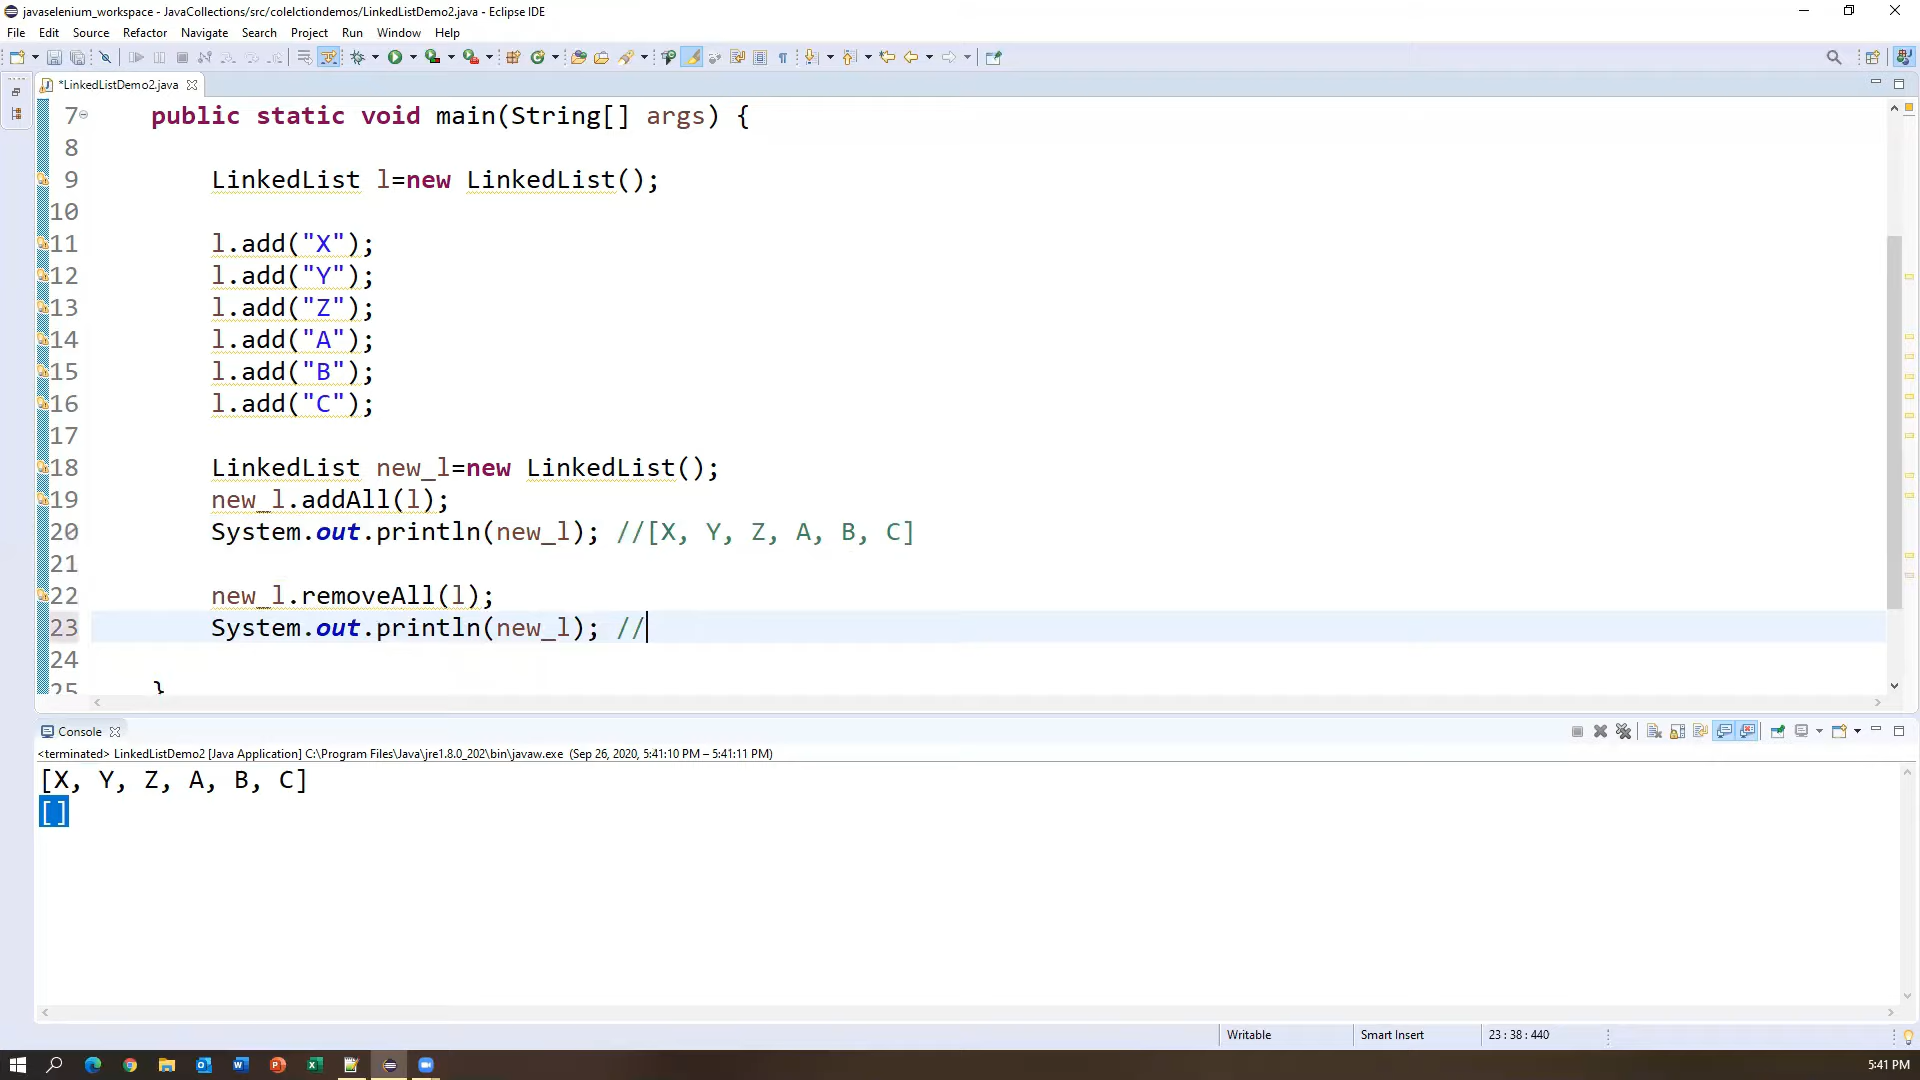 javaselenium_workspace - JavaCollections/src/colelctiondemos/LinkedListDemo2.java - Eclipse IDE
File Edit Source Refactor Navigate Search Project Run Window Help
*LinkedListDemo2.java
7 public static void main(String[] args) {
8
9 LinkedList l=new LinkedList();
10
11 l.add("X");
12 l.add("Y");
13 l.add("Z");
14 l.add("A");
15 l.add("B");
16 l.add("C");
17
18 LinkedList new_l=new LinkedList();
19 new_l.addAll(l);
20 System.out.println(new_l); //[X, Y, Z, A, B, C]
21
22 new_l.removeAll(l);
23 System.out.println(new_l); //
24
25 }
Console
<terminated> LinkedListDemo2 [Java Application] C:\Program Files\Java\jre1.8.0_202\bin\javaw.exe (Sep 26, 2020, 5:41:10 PM – 5:41:11 PM)
[X, Y, Z, A, B, C]
[]
Writable Smart Insert 23 : 38 : 440
5:41 PM